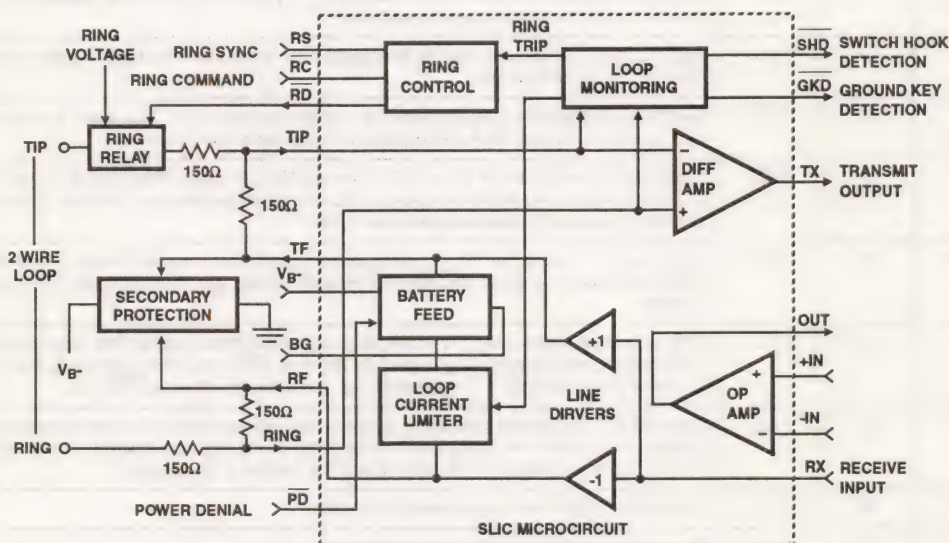 RING
VOLTAGE
RING SYNC
RS
RING COMMAND
RC
RD
RING
CONTROL
RING
TRIP
LOOP
MONITORING
SHD
SWITCH HOOK
DETECTION
GKD
GROUND KEY
DETECTION
TIP
RING
RELAY
150Ω
TIP
150Ω
−
DIFF
AMP
+
TX
TRANSMIT
OUTPUT
2 WIRE
LOOP
TF
VB-
SECONDARY
PROTECTION
VB-
BG
BATTERY
FEED
+1
OUT
+IN
+
OP
AMP
−
-IN
RF
150Ω
RING
LOOP
CURRENT
LIMITER
LINE
DIRVERS
RING
150Ω
-1
RX
RECEIVE
INPUT
POWER DENIAL
PD
SLIC MICROCIRCUIT